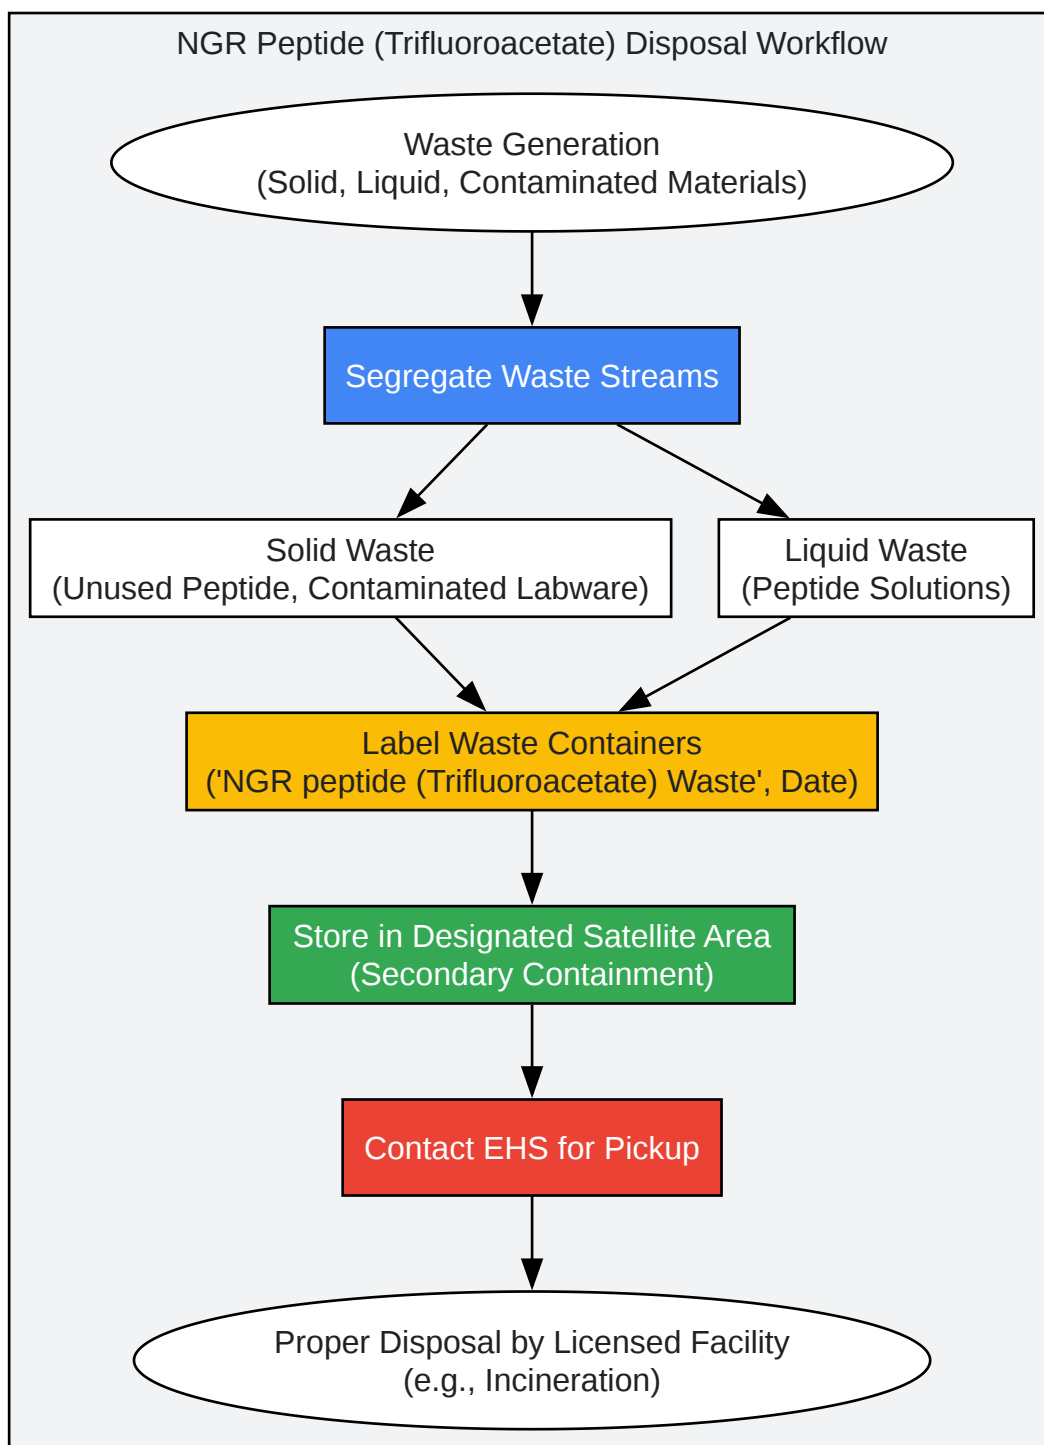 NGR Peptide (Trifluoroacetate) Disposal Workflow
Waste Generation
(Solid, Liquid, Contaminated Materials)
Segregate Waste Streams
Solid Waste
(Unused Peptide, Contaminated Labware)
Liquid Waste
(Peptide Solutions)
Label Waste Containers
('NGR peptide (Trifluoroacetate) Waste', Date)
Store in Designated Satellite Area
(Secondary Containment)
Contact EHS for Pickup
Proper Disposal by Licensed Facility
(e.g., Incineration)